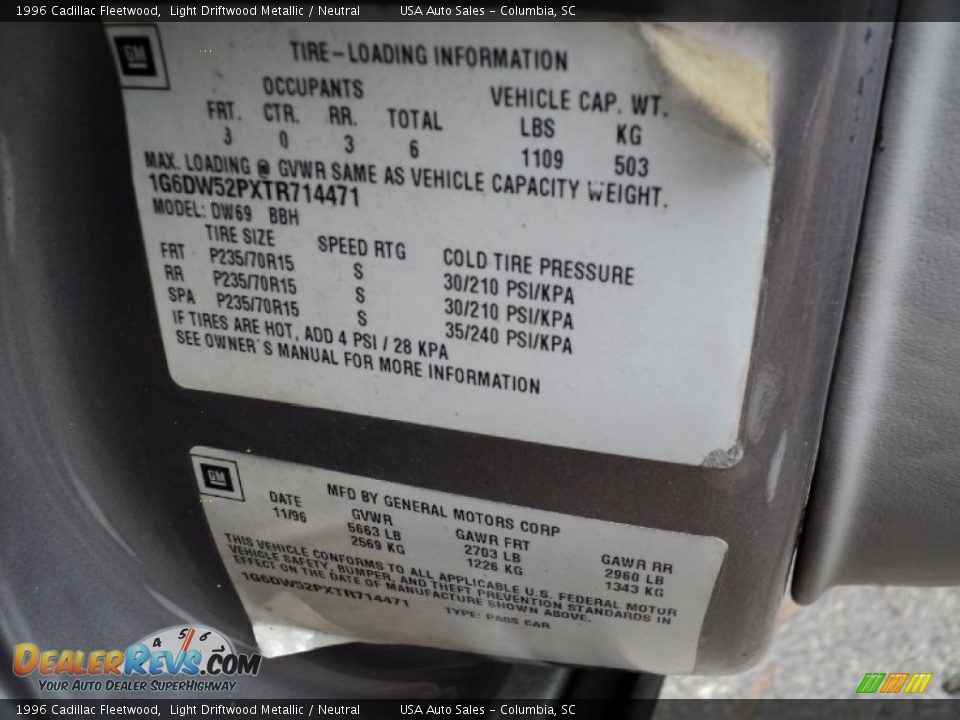 1996 Cadillac Fleetwood, Light Driftwood Metallic / Neutral USA Auto Sales - Columbia, SC
GM
TIRE-LOADING INFORMATION
OCCUPANTS VEHICLE CAP. WT.
FRT. CTR. RR. TOTAL LBS KG
3 0 3 6 1109 503
MAX. LOADING @ GVWR SAME AS VEHICLE CAPACITY WEIGHT.
1G6DW52PXTR714471
MODEL: DW69 BBH
TIRE SIZE SPEED RTG COLD TIRE PRESSURE
FRT P235/70R15 S 30/210 PSI/KPA
RR P235/70R15 S 30/210 PSI/KPA
SPA P235/70R15 S 35/240 PSI/KPA
IF TIRES ARE HOT, ADD 4 PSI / 28 KPA
SEE OWNER'S MANUAL FOR MORE INFORMATION
GM
MFD BY GENERAL MOTORS CORP
DATE GVWR GAWR FRT GAWR RR
11/96 5663 LB 2703 LB 2960 LB
2569 KG 1226 KG 1343 KG
THIS VEHICLE CONFORMS TO ALL APPLICABLE U.S. FEDERAL MOTOR
VEHICLE SAFETY, BUMPER, AND THEFT PREVENTION STANDARDS IN
EFFECT ON THE DATE OF MANUFACTURE SHOWN ABOVE.
1G6DW52PXTR714471 TYPE: PASS CAR
4 5 6
DEALERREVS.COM
YOUR AUTO DEALER SUPERHIGHWAY
1996 Cadillac Fleetwood, Light Driftwood Metallic / Neutral USA Auto Sales - Columbia, SC